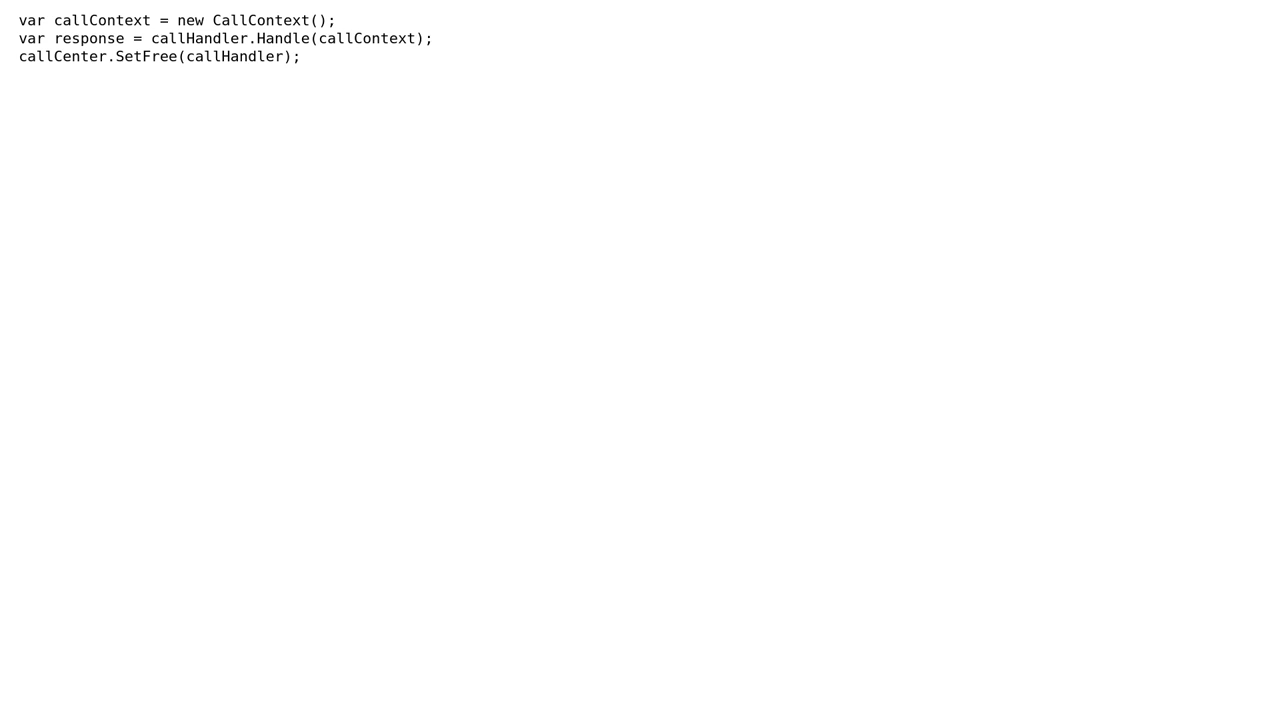 var callContext = new CallContext();
var response = callHandler.Handle(callContext);
callCenter.SetFree(callHandler);